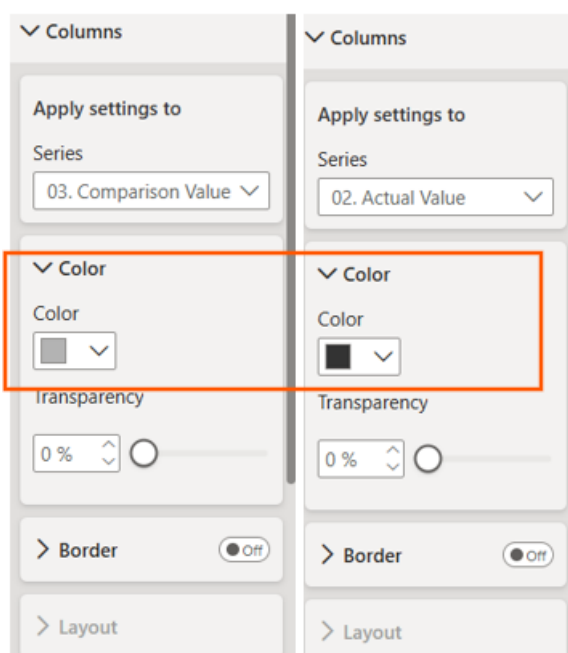 Columns
Apply settings to
Series
03. Comparison Value
Color
Color
Transparency
0 %
Border
Off
Layout
Columns
Apply settings to
Series
02. Actual Value
Color
Color
Transparency
0 %
Border
Off
Layout